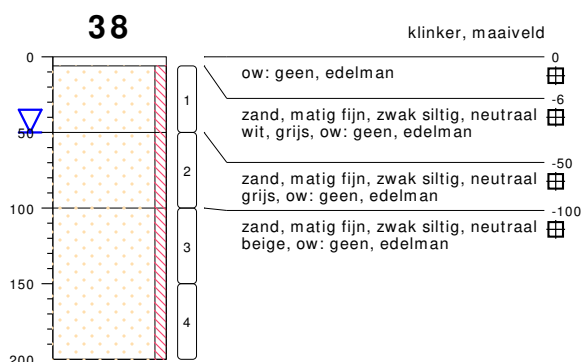 38
klinker, maaiveld
0
0
ow: geen, edelman
-6
1
zand, matig fijn, zwak siltig, neutraal
wit, grijs, ow: geen, edelman
50
-50
2
zand, matig fijn, zwak siltig, neutraal
grijs, ow: geen, edelman
100
-100
zand, matig fijn, zwak siltig, neutraal
beige, ow: geen, edelman
3
150
4
200